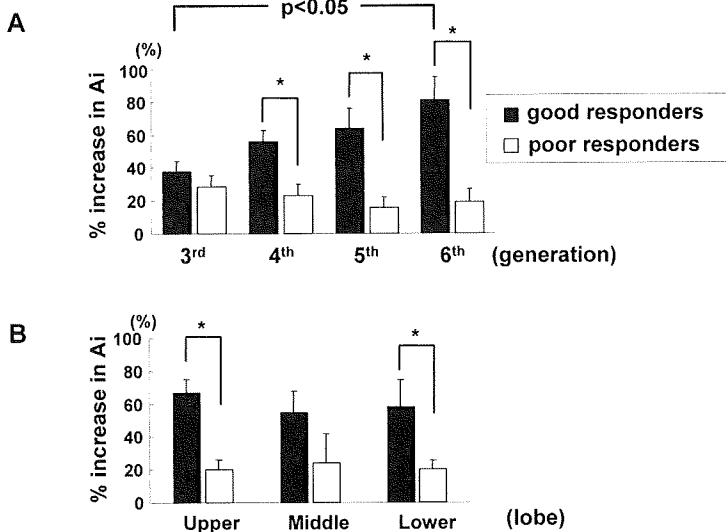 A
p<0.05
(%)
% increase in Ai
100
80
60
40
20
0
*
*
*
3rd 4th 5th 6th (generation)
good responders
poor responders
B
(%)
% increase in Ai
100
80
60
40
20
0
*
*
Upper Middle Lower (lobe)